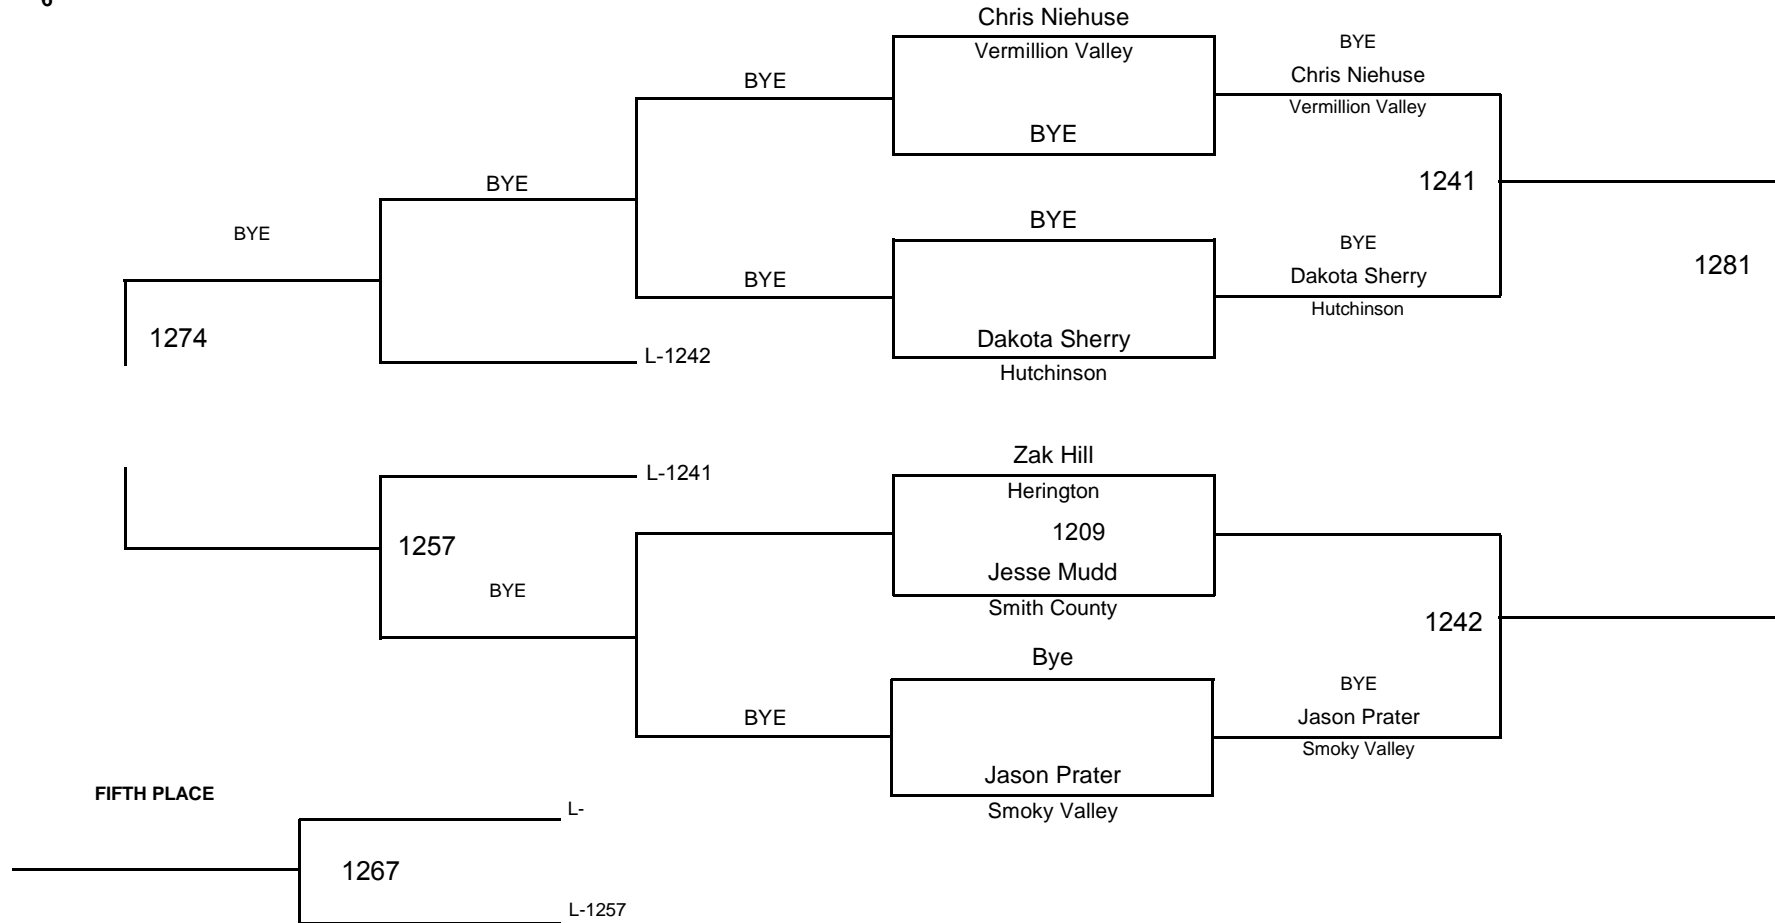 6
Chris Niehuse
Vermillion Valley
BYE
Chris Niehuse
Vermillion Valley
BYE
BYE
BYE
1241
BYE
BYE
BYE
Dakota Sherry
Hutchinson
1281
BYE
Dakota Sherry
Hutchinson
1274
L-1242
Zak Hill
Herington
1209
Jesse Mudd
Smith County
L-1241
1257
BYE
1242
Bye
BYE
Jason Prater
Smoky Valley
BYE
Jason Prater
Smoky Valley
FIFTH PLACE
L-
1267
L-1257